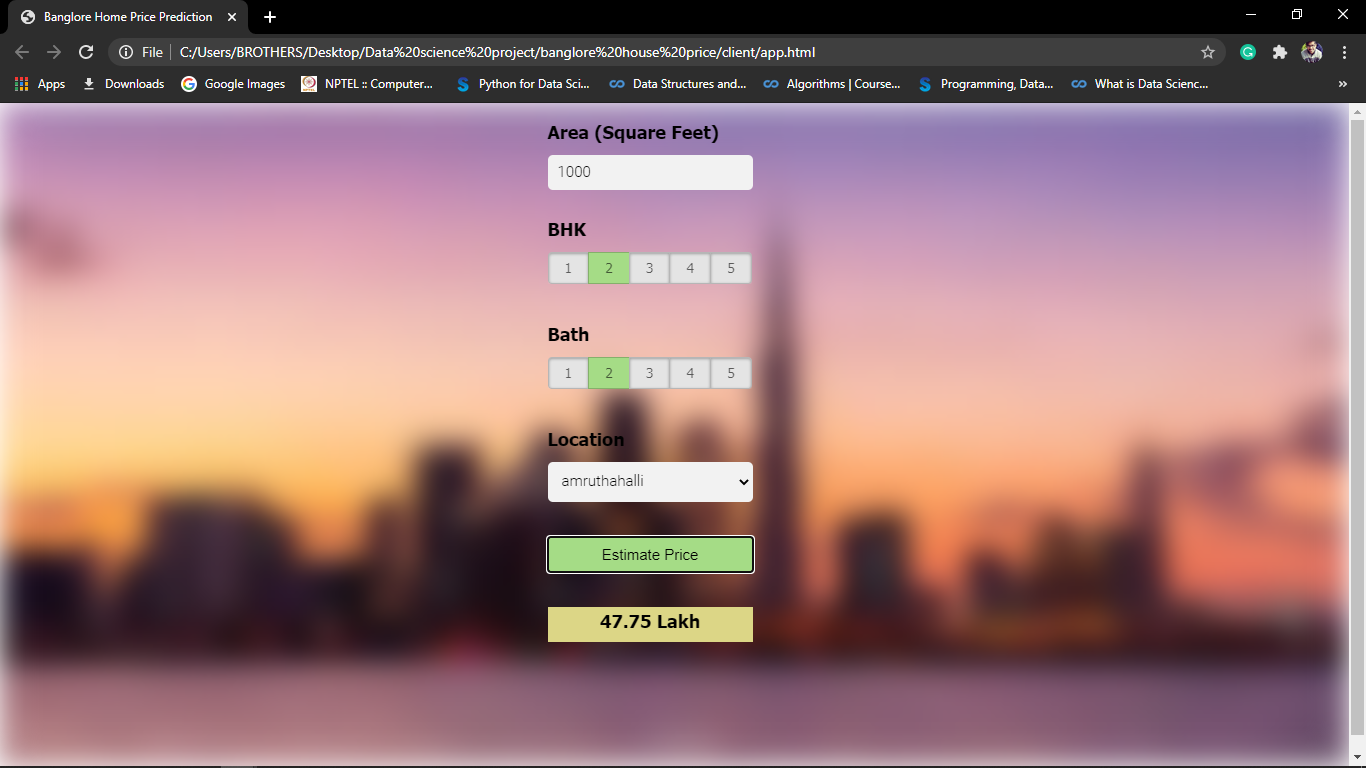 Banglore Home Price Prediction
File C:/Users/BROTHERS/Desktop/Data%20science%20project/banglore%20house%20price/client/app.html
Apps Downloads Google Images NPTEL :: Computer... Python for Data Sci... Data Structures and... Algorithms | Course... Programming, Data... What is Data Scienc... »
Area (Square Feet)
1000
BHK
1 2 3 4 5
Bath
1 2 3 4 5
Location
amruthahalli
Estimate Price
47.75 Lakh